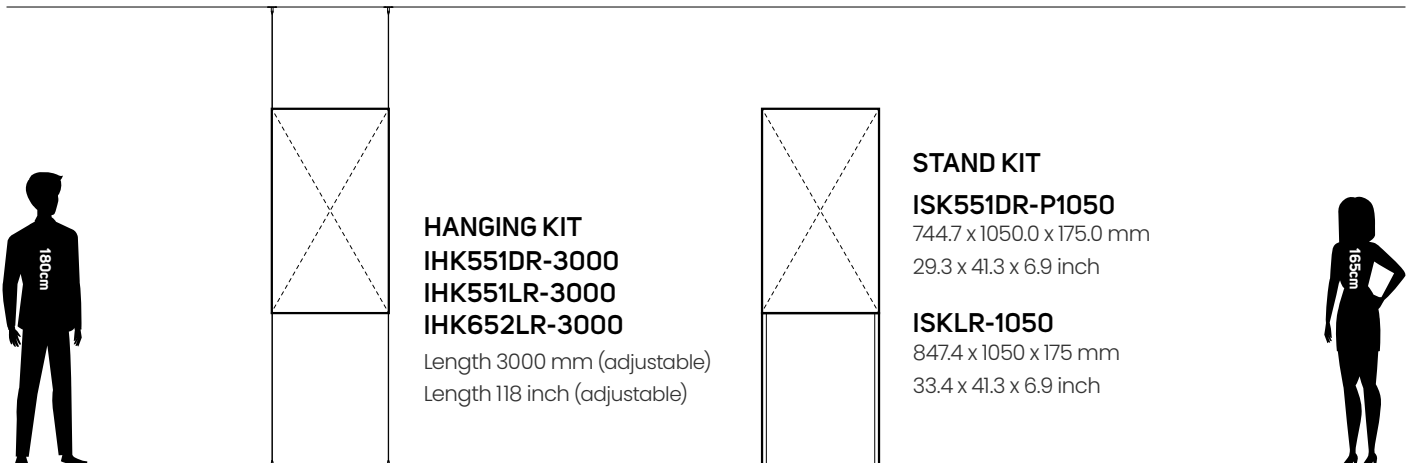 180cm
HANGING KIT
IHK551DR-3000
IHK551LR-3000
IHK652LR-3000
Length 3000 mm (adjustable)
Length 118 inch (adjustable)
STAND KIT
ISK551DR-P1050
744.7 x 1050.0 x 175.0 mm
29.3 x 41.3 x 6.9 inch
ISKLR-1050
847.4 x 1050 x 175 mm
33.4 x 41.3 x 6.9 inch
165cm